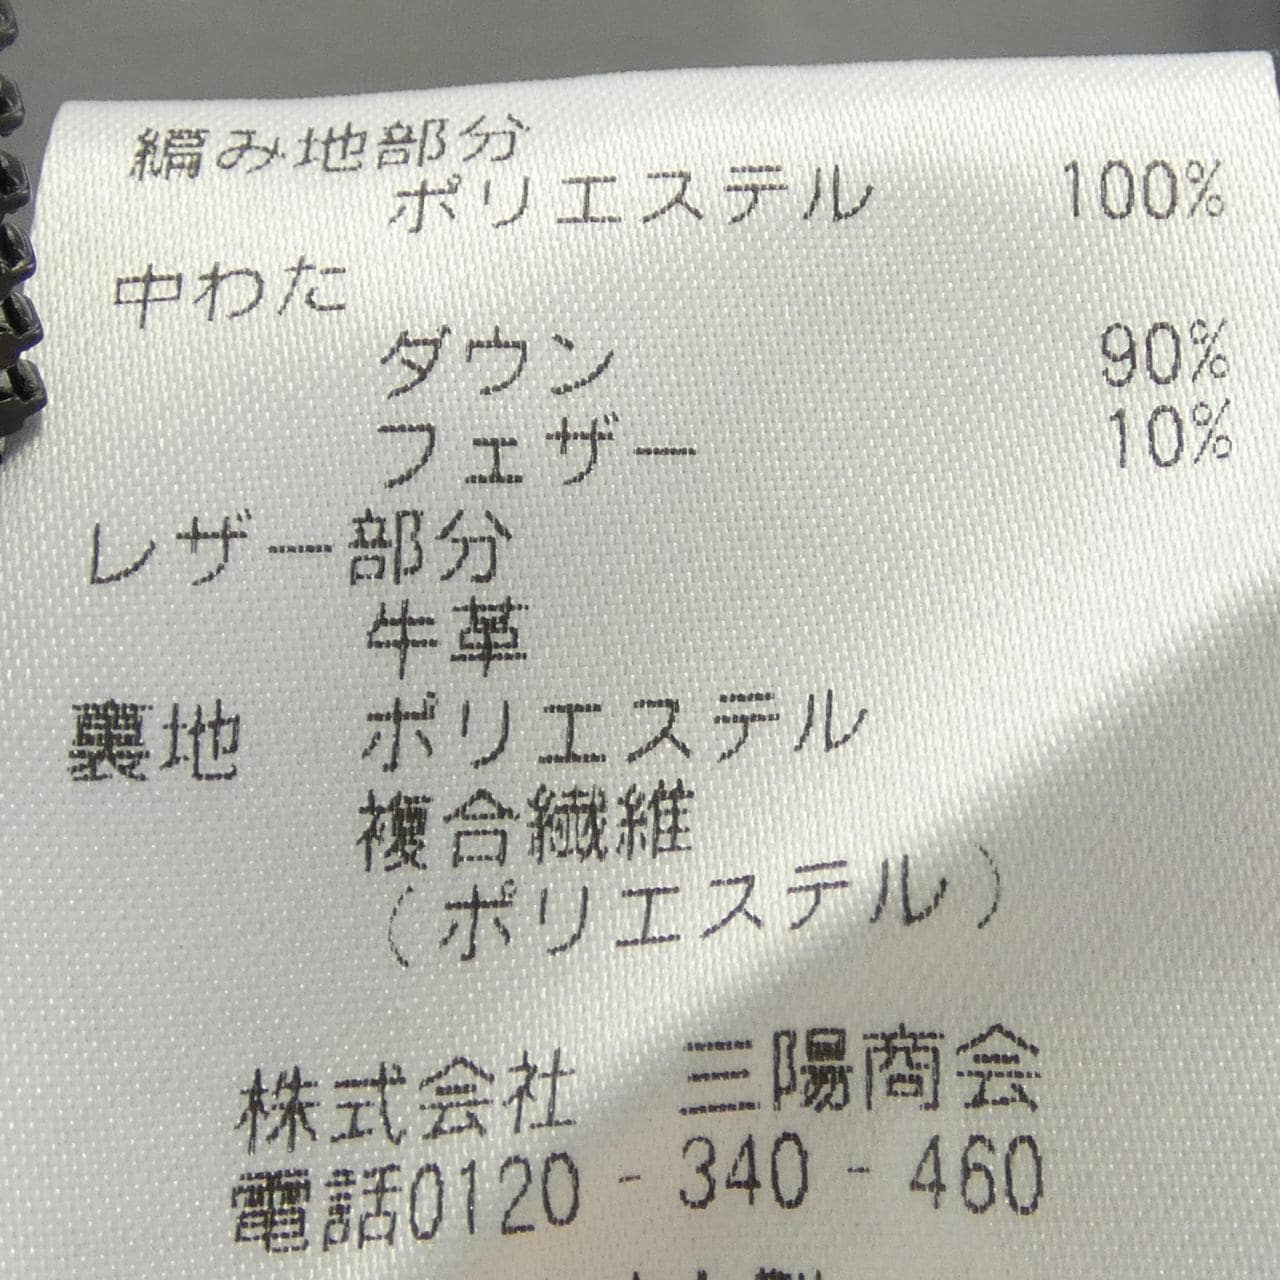 編み地部分
ポリエステル 100%
中わた
ダウン 90%
フェザー 10%
レザー部分
牛革
裏地 ポリエステル
複合繊維
(ポリエステル)
株式会社 三陽商会
電話0120-340-460